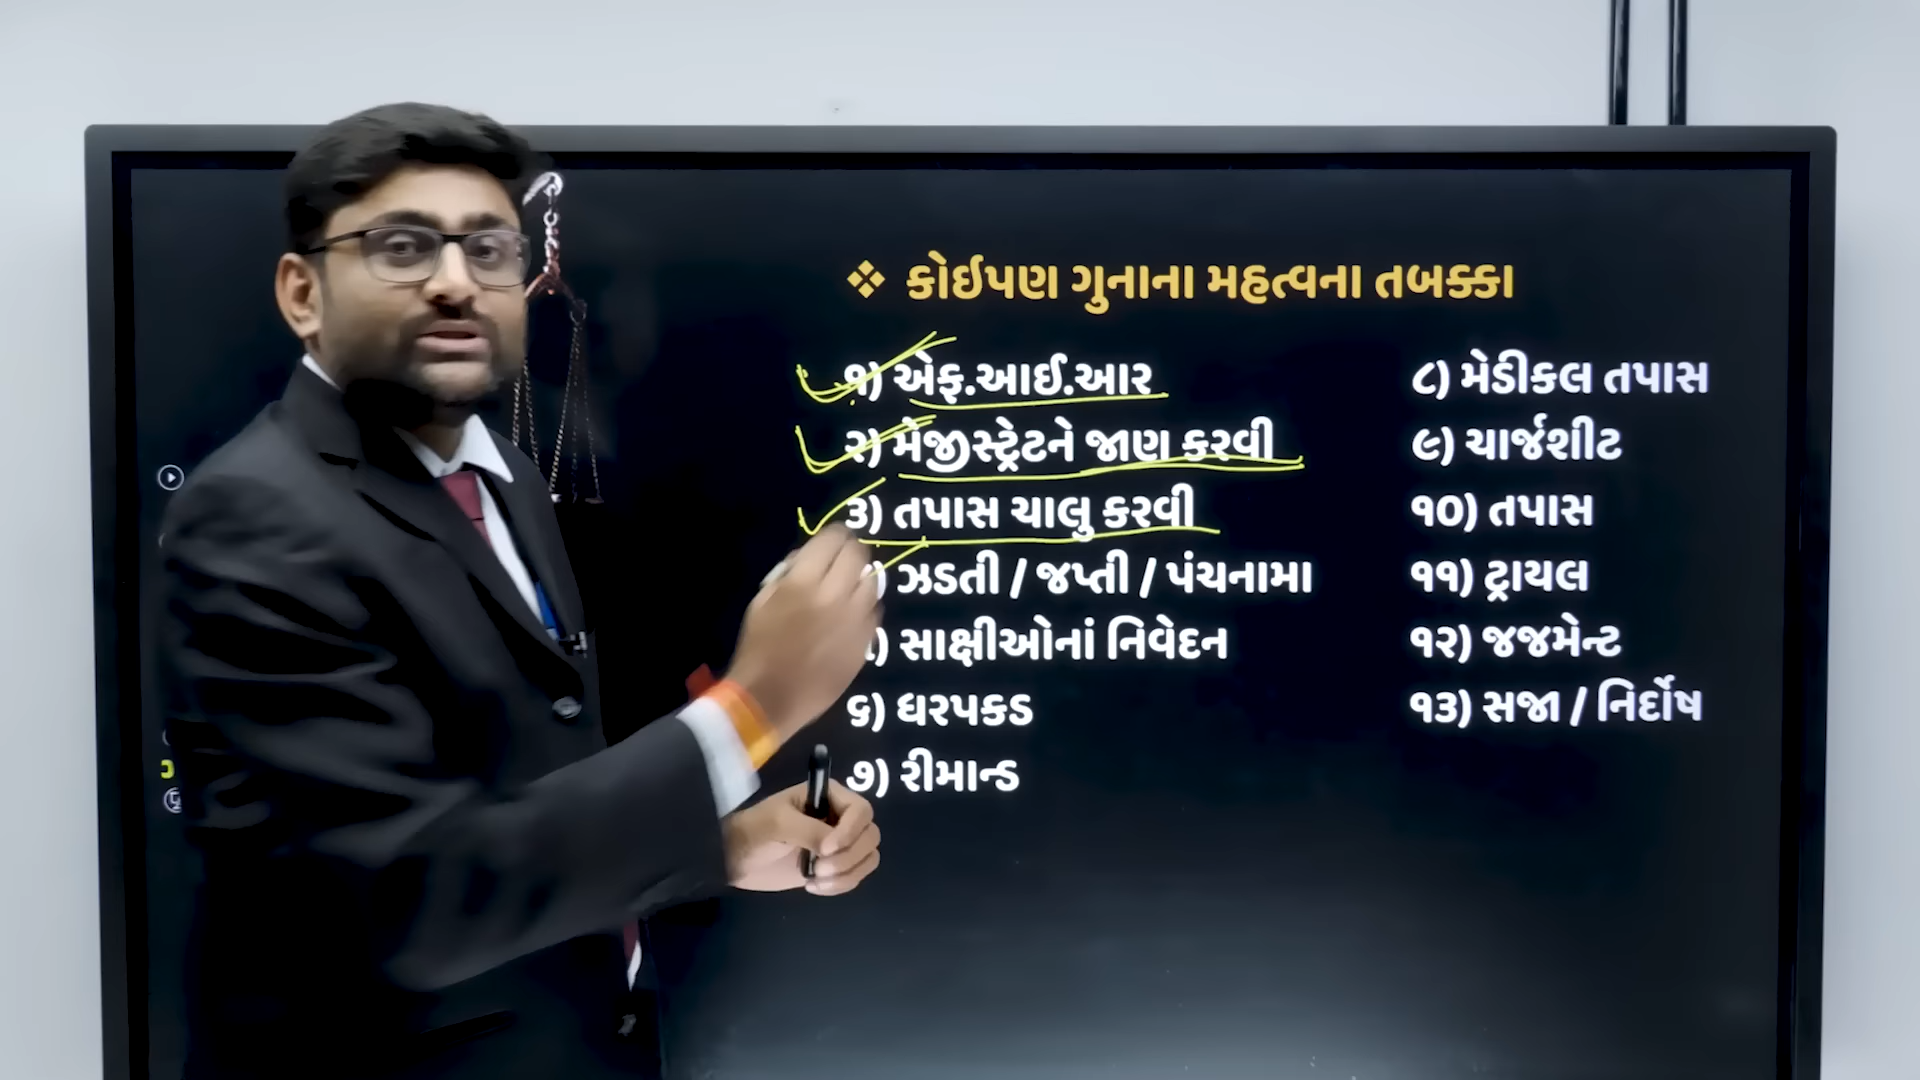 ❖ કોઇપણ ગુનાના મહત્વના તબક્કા
૧) એફ.આઈ.આર
૨) મેજીસ્ટ્રેટને જાણ કરવી
૩) તપાસ ચાલુ કરવી
) ઝડતી / જપ્તી / પંચનામા
) સાક્ષીઓનાં નિવેદન
૬) ધરપકડ
૭) રીમાન્ડ
૮) મેડીકલ તપાસ
૯) ચાર્જશીટ
૧૦) તપાસ
૧૧) ટ્રાયલ
૧૨) જજમેન્ટ
૧૩) સજા / નિર્દોષ